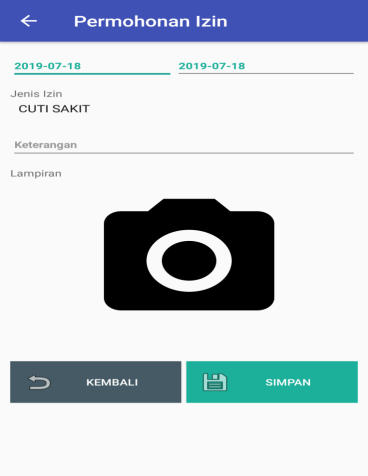 Permohonan Izin
2019-07-18 2019-07-18
Jenis Izin
CUTI SAKIT
Keterangan
Lampiran
KEMBALI SIMPAN